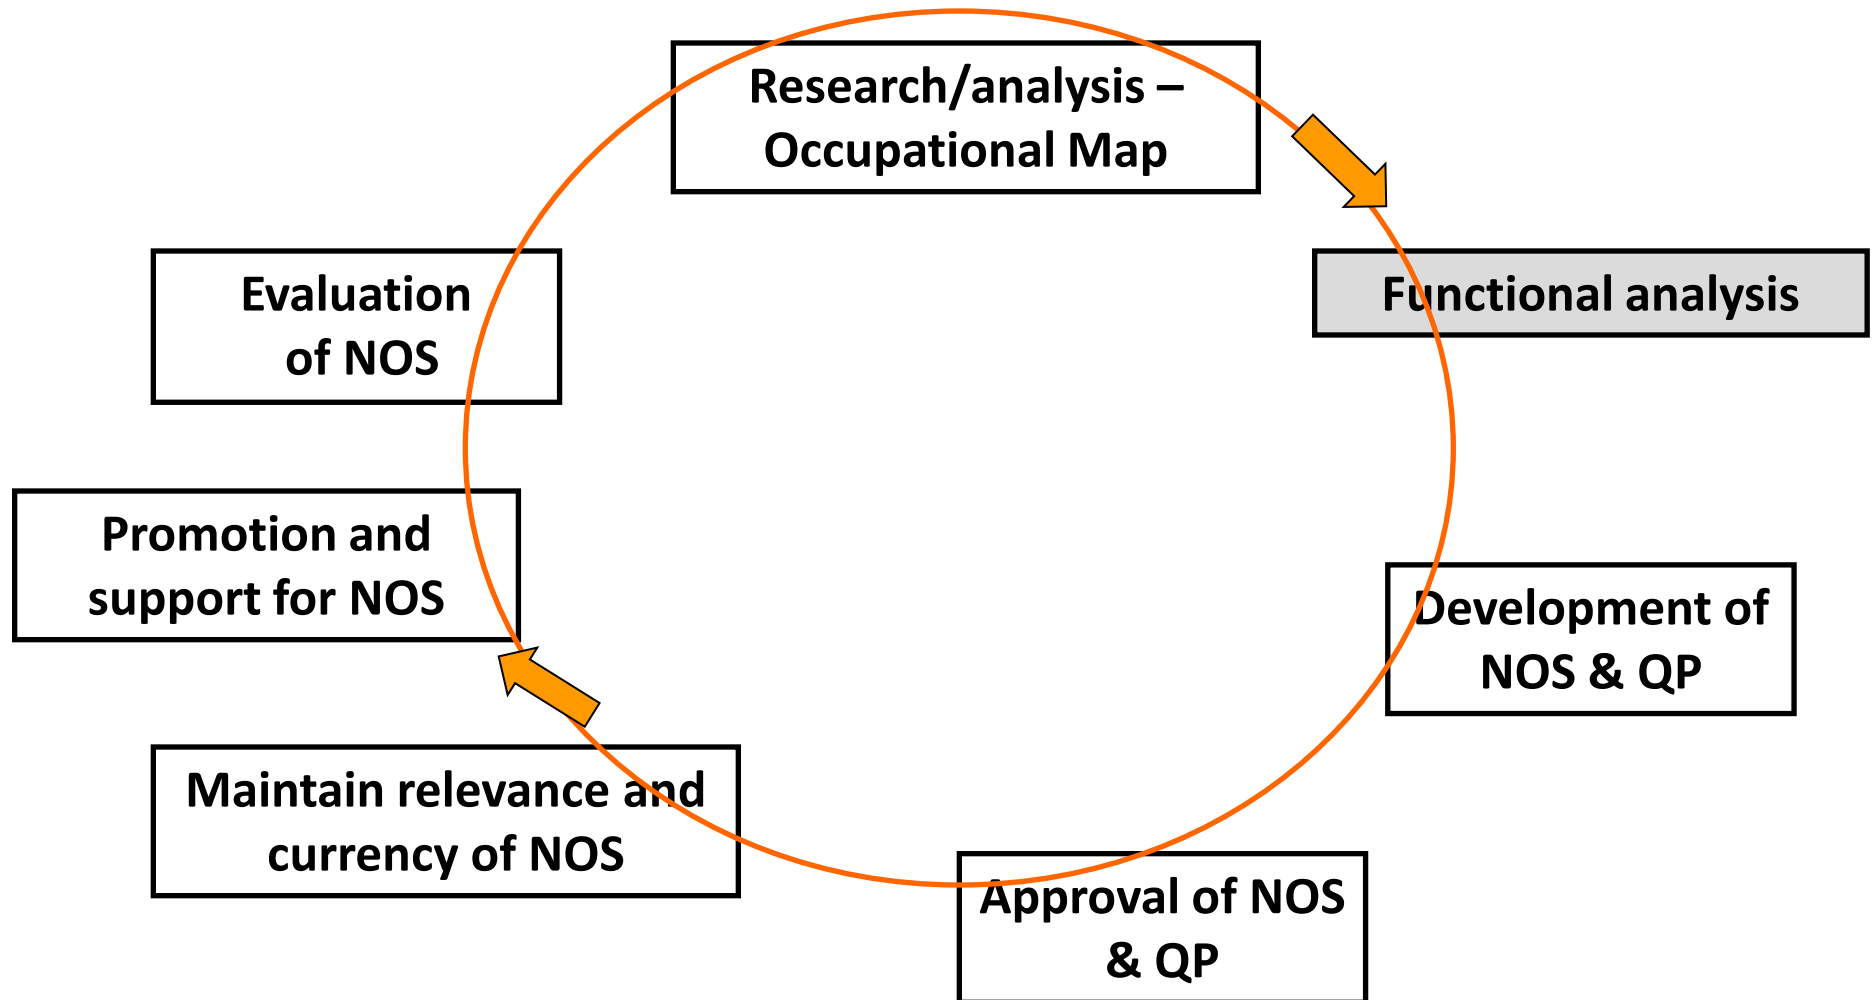 Research/analysis –
Occupational Map
Functional analysis
Development of
NOS & QP
Approval of NOS
& QP
Maintain relevance and
currency of NOS
Promotion and
support for NOS
Evaluation
of NOS